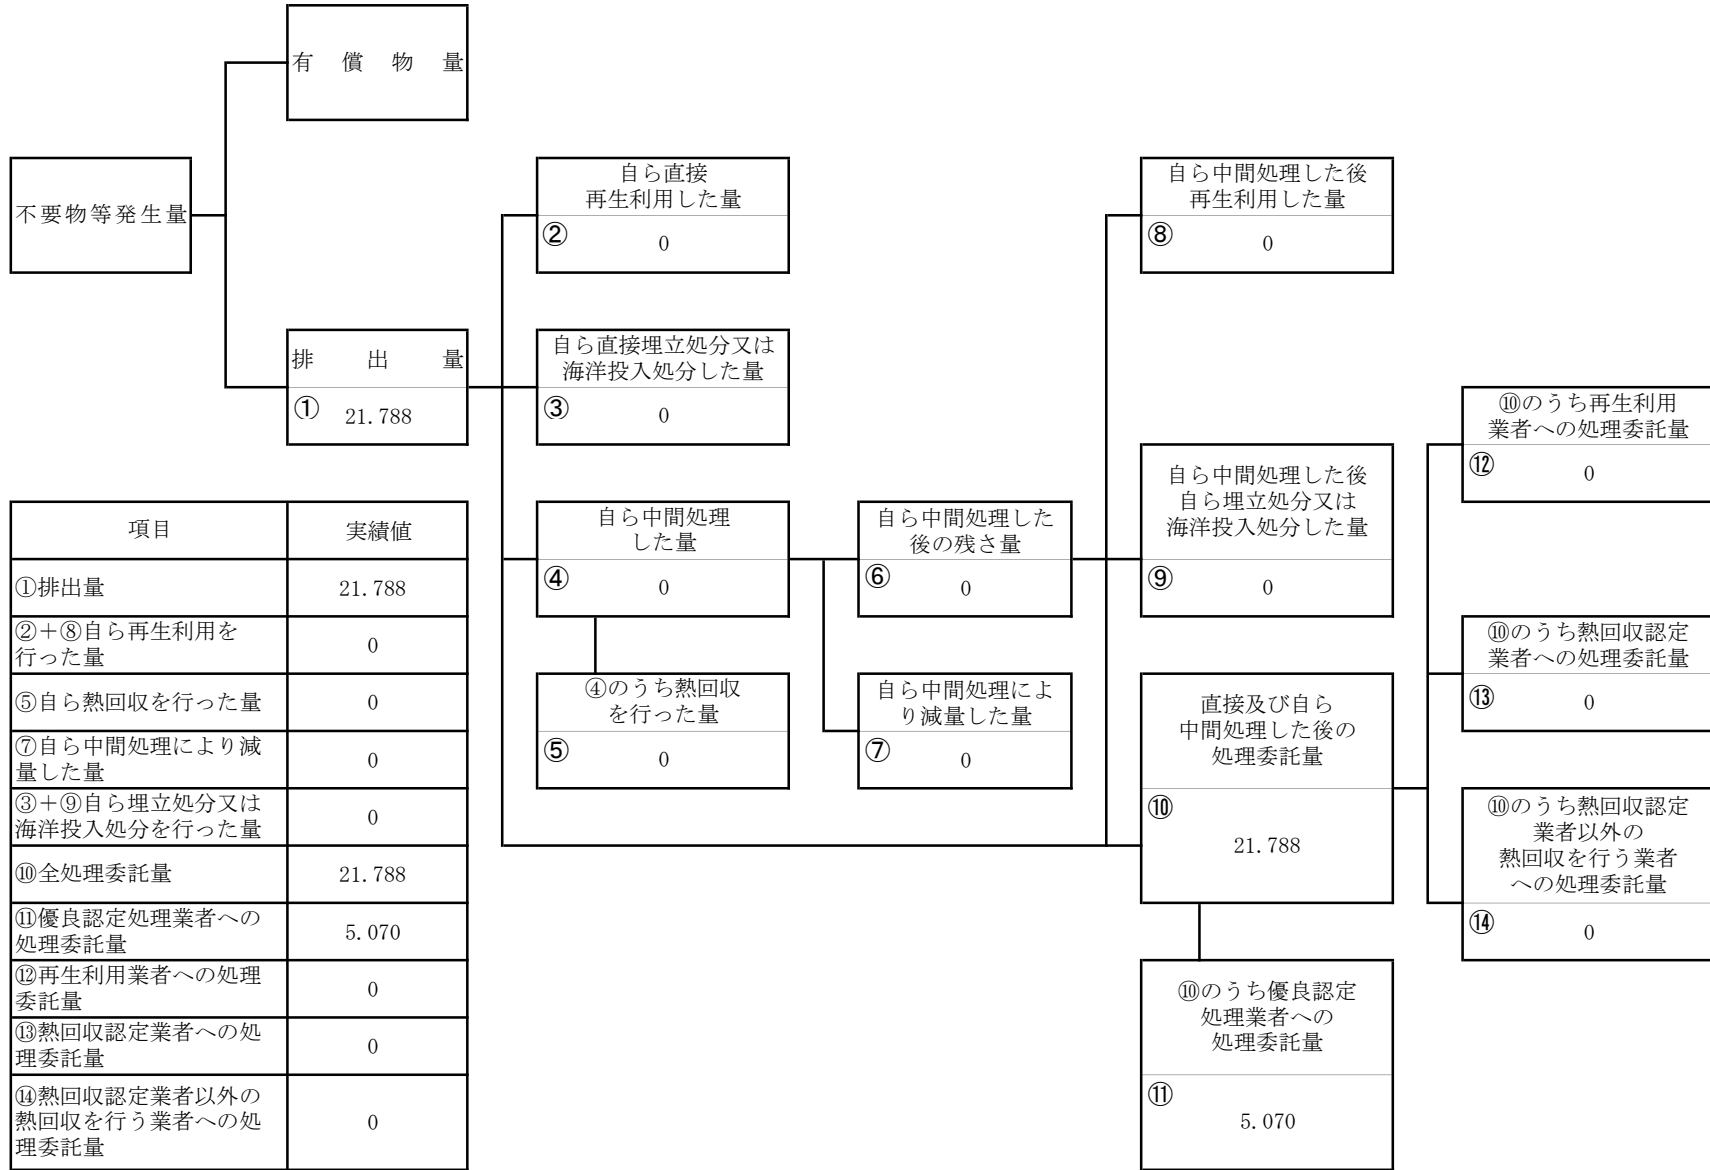 有償物量
不要物等発生量
自ら直接
再生利用した量
② 0
自ら中間処理した後
再生利用した量
⑧ 0
排出量
① 21.788
自ら直接埋立処分又は
海洋投入処分した量
③ 0
⑩のうち再生利用
業者への処理委託量
⑫ 0
自ら中間処理した後
自ら埋立処分又は
海洋投入処分した量
⑨ 0
自ら中間処理
した量
④ 0
自ら中間処理した
後の残さ量
⑥ 0
⑩のうち熱回収認定
業者への処理委託量
⑬ 0
④のうち熱回収
を行った量
⑤ 0
自ら中間処理によ
り減量した量
⑦ 0
直接及び自ら
中間処理した後の
処理委託量
⑩
21.788
⑩のうち熱回収認定
業者以外の
熱回収を行う業者
への処理委託量
⑭ 0
⑩のうち優良認定
処理業者への
処理委託量
⑪
5.070
項目 実績値
①排出量 21.788
②+⑧自ら再生利用を
行った量 0
⑤自ら熱回収を行った量 0
⑦自ら中間処理により減
量した量 0
③+⑨自ら埋立処分又は
海洋投入処分を行った量 0
⑩全処理委託量 21.788
⑪優良認定処理業者への
処理委託量 5.070
⑫再生利用業者への処理
委託量 0
⑬熱回収認定業者への処
理委託量 0
⑭熱回収認定業者以外の
熱回収を行う業者への処
理委託量 0